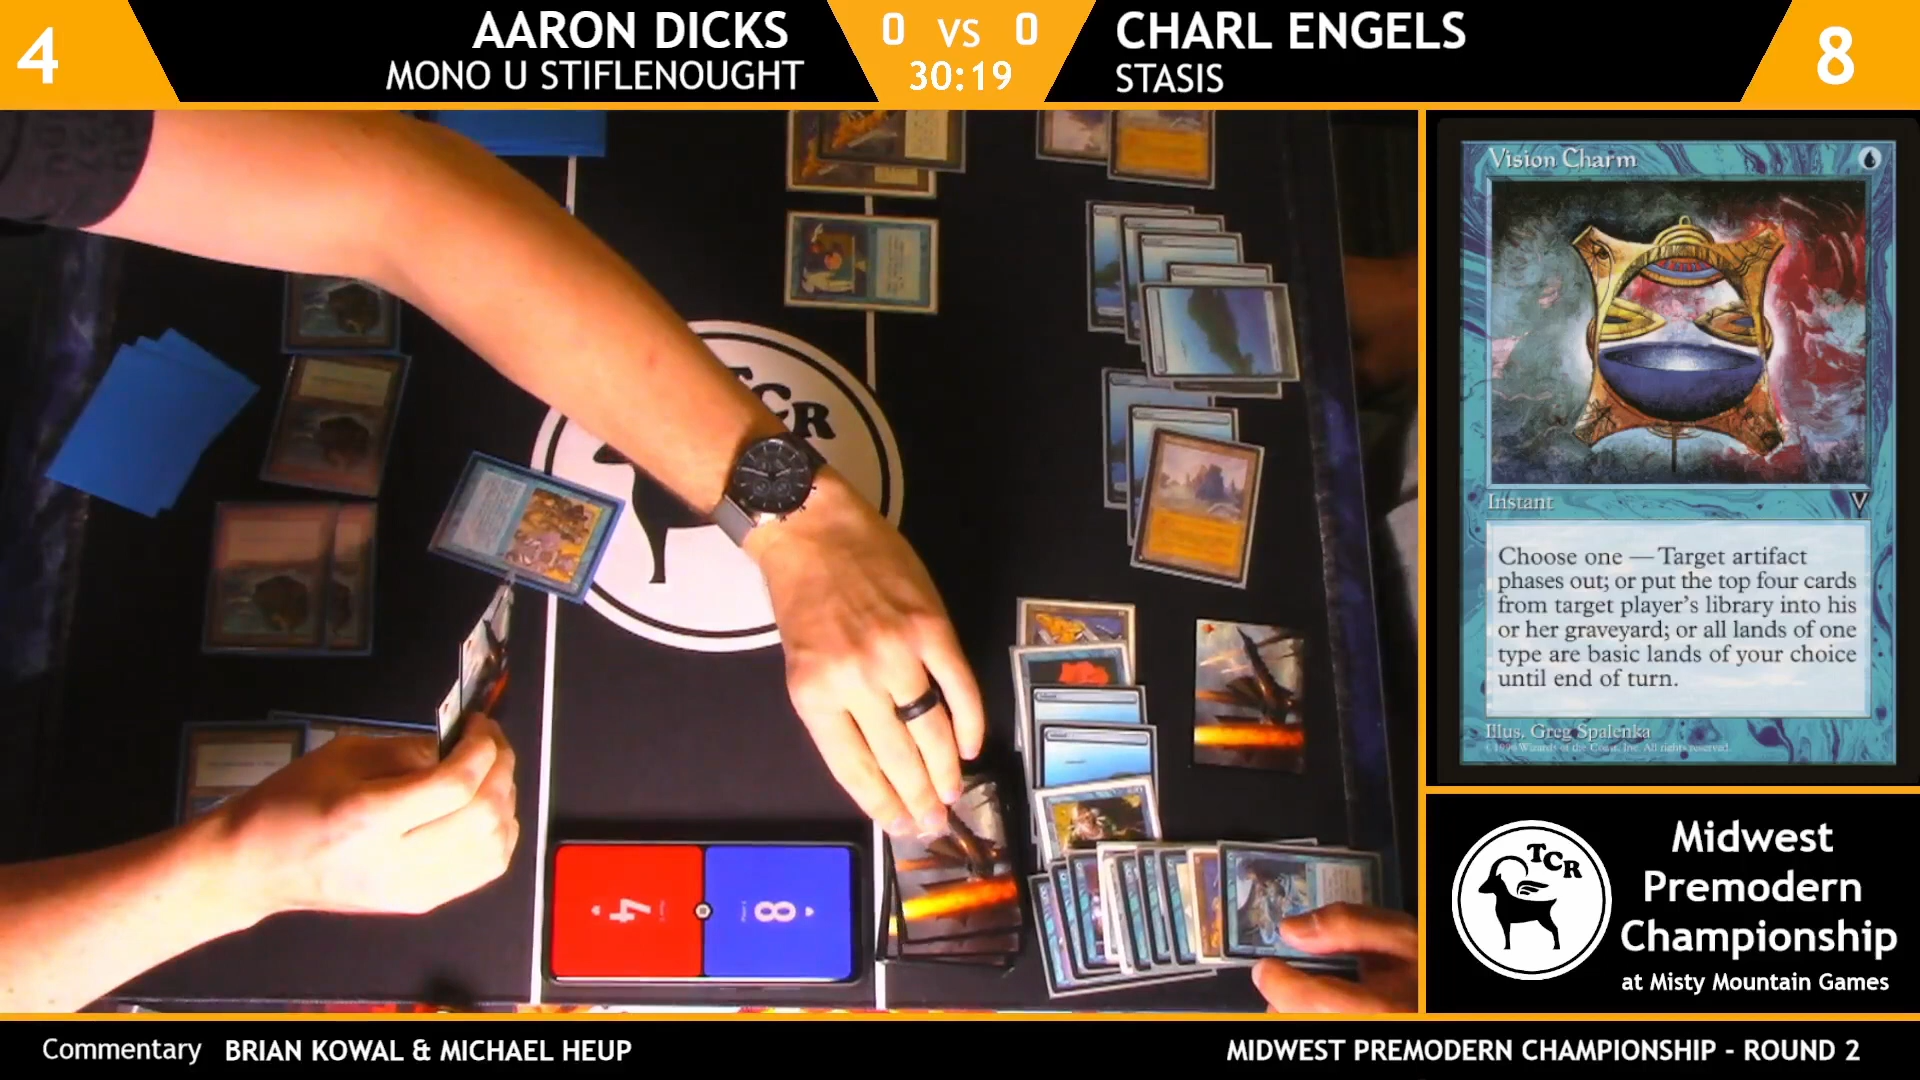 4
AARON DICKS
MONO U STIFLENOUGHT
0 VS 0
30:19
CHARL ENGELS
STASIS
8
TCR
4
8
Vision Charm
Instant
Choose one — Target artifact
phases out; or put the top four cards
from target player's library into his
or her graveyard; or all lands of one
type are basic lands of your choice
until end of turn.
Illus. Greg Spalenka
TCR
Midwest
Premodern
Championship
at Misty Mountain Games
Commentary BRIAN KOWAL & MICHAEL HEUP
MIDWEST PREMODERN CHAMPIONSHIP - ROUND 2